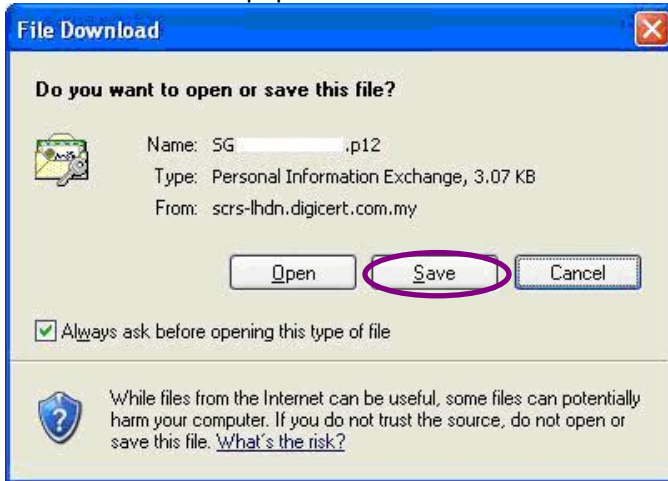 File Download
Do you want to open or save this file?
Name: SG .p12
Type: Personal Information Exchange, 3.07 KB
From: scrs-lhdn.digicert.com.my
Open Save Cancel
Always ask before opening this type of file
While files from the Internet can be useful, some files can potentially
harm your computer. If you do not trust the source, do not open or
save this file. What's the risk?